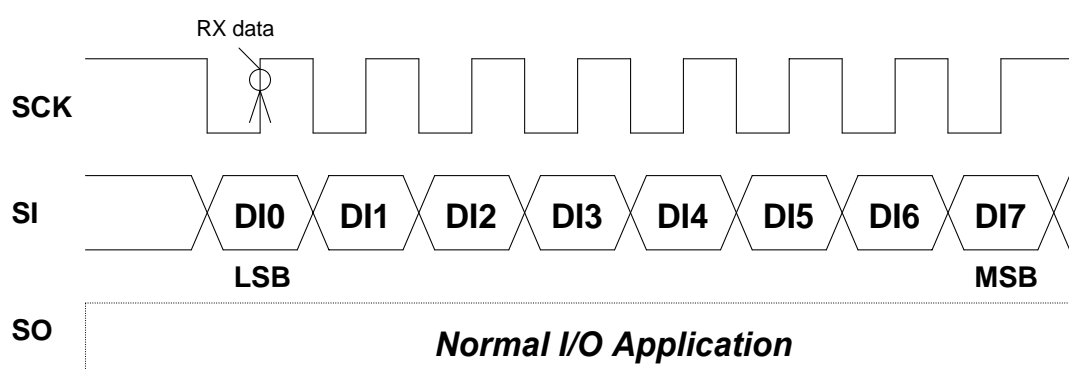 RX data
SCK
SI DI0 DI1 DI2 DI3 DI4 DI5 DI6 DI7
LSB MSB
SO Normal I/O Application